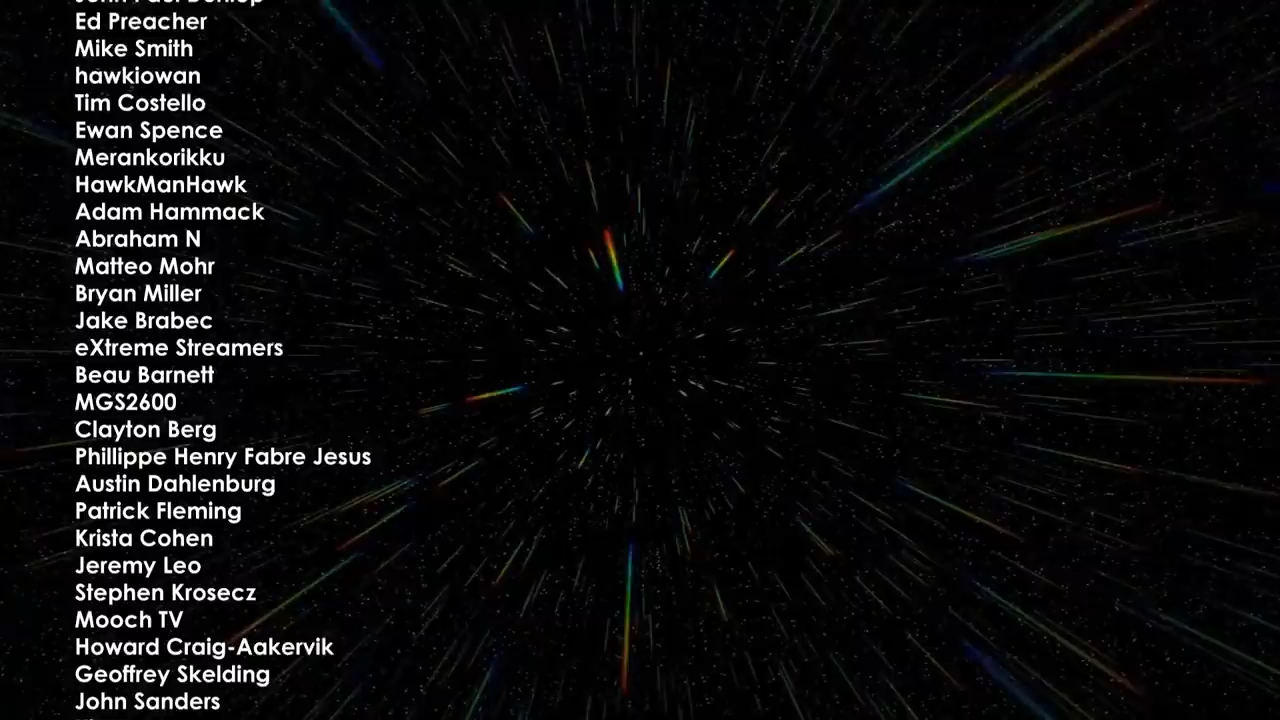 Ed Preacher
Mike Smith
hawkiowan
Tim Costello
Ewan Spence
Merankorikku
HawkManHawk
Adam Hammack
Abraham N
Matteo Mohr
Bryan Miller
Jake Brabec
eXtreme Streamers
Beau Barnett
MGS2600
Clayton Berg
Phillippe Henry Fabre Jesus
Austin Dahlenburg
Patrick Fleming
Krista Cohen
Jeremy Leo
Stephen Krosecz
Mooch TV
Howard Craig-Aakervik
Geoffrey Skelding
John Sanders